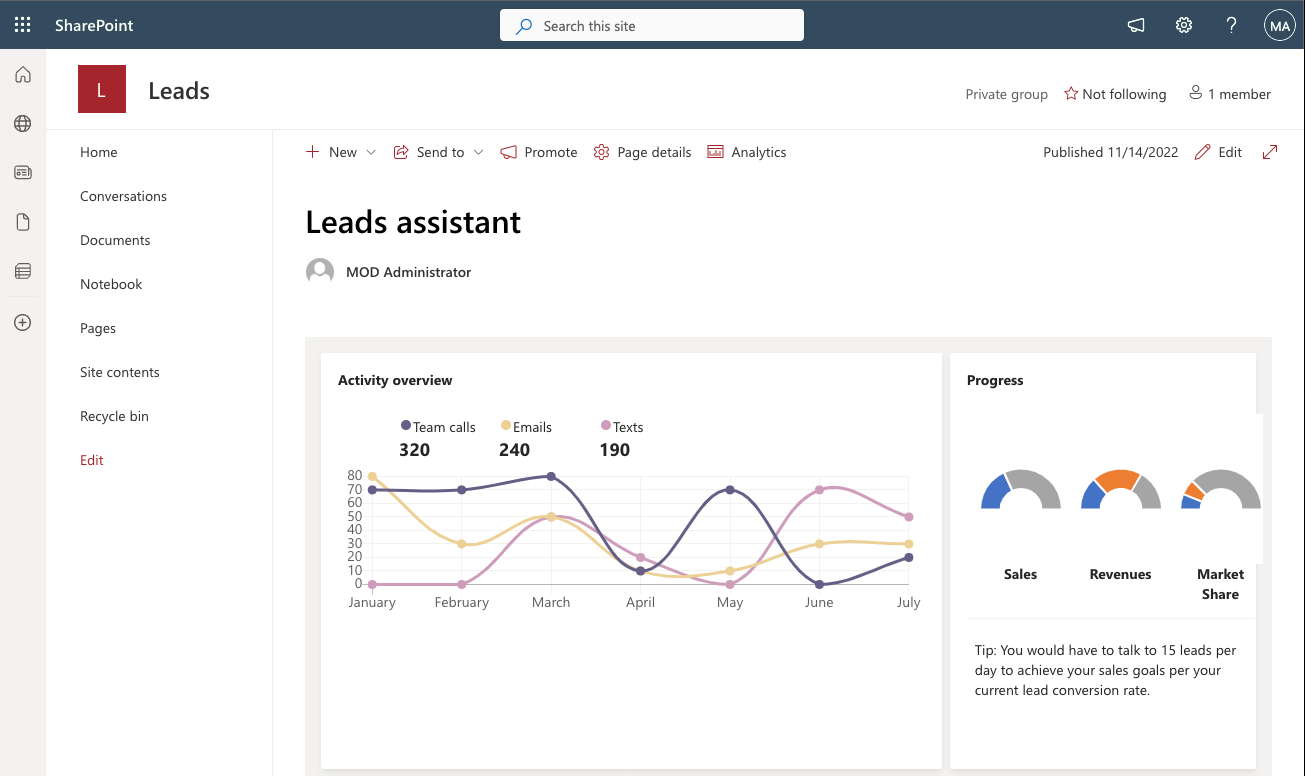 SharePoint
Search this site
MA
L
Leads
Private group
Not following
1 member
Home
Conversations
Documents
Notebook
Pages
Site contents
Recycle bin
Edit
New
Send to
Promote
Page details
Analytics
Published 11/14/2022
Edit
Leads assistant
MOD Administrator
Activity overview
Team calls
320
Emails
240
Texts
190
80
70
60
50
40
30
20
10
0
January
February
March
April
May
June
July
Progress
Sales
Revenues
Market
Share
Tip: You would have to talk to 15 leads per
day to achieve your sales goals per your
current lead conversion rate.